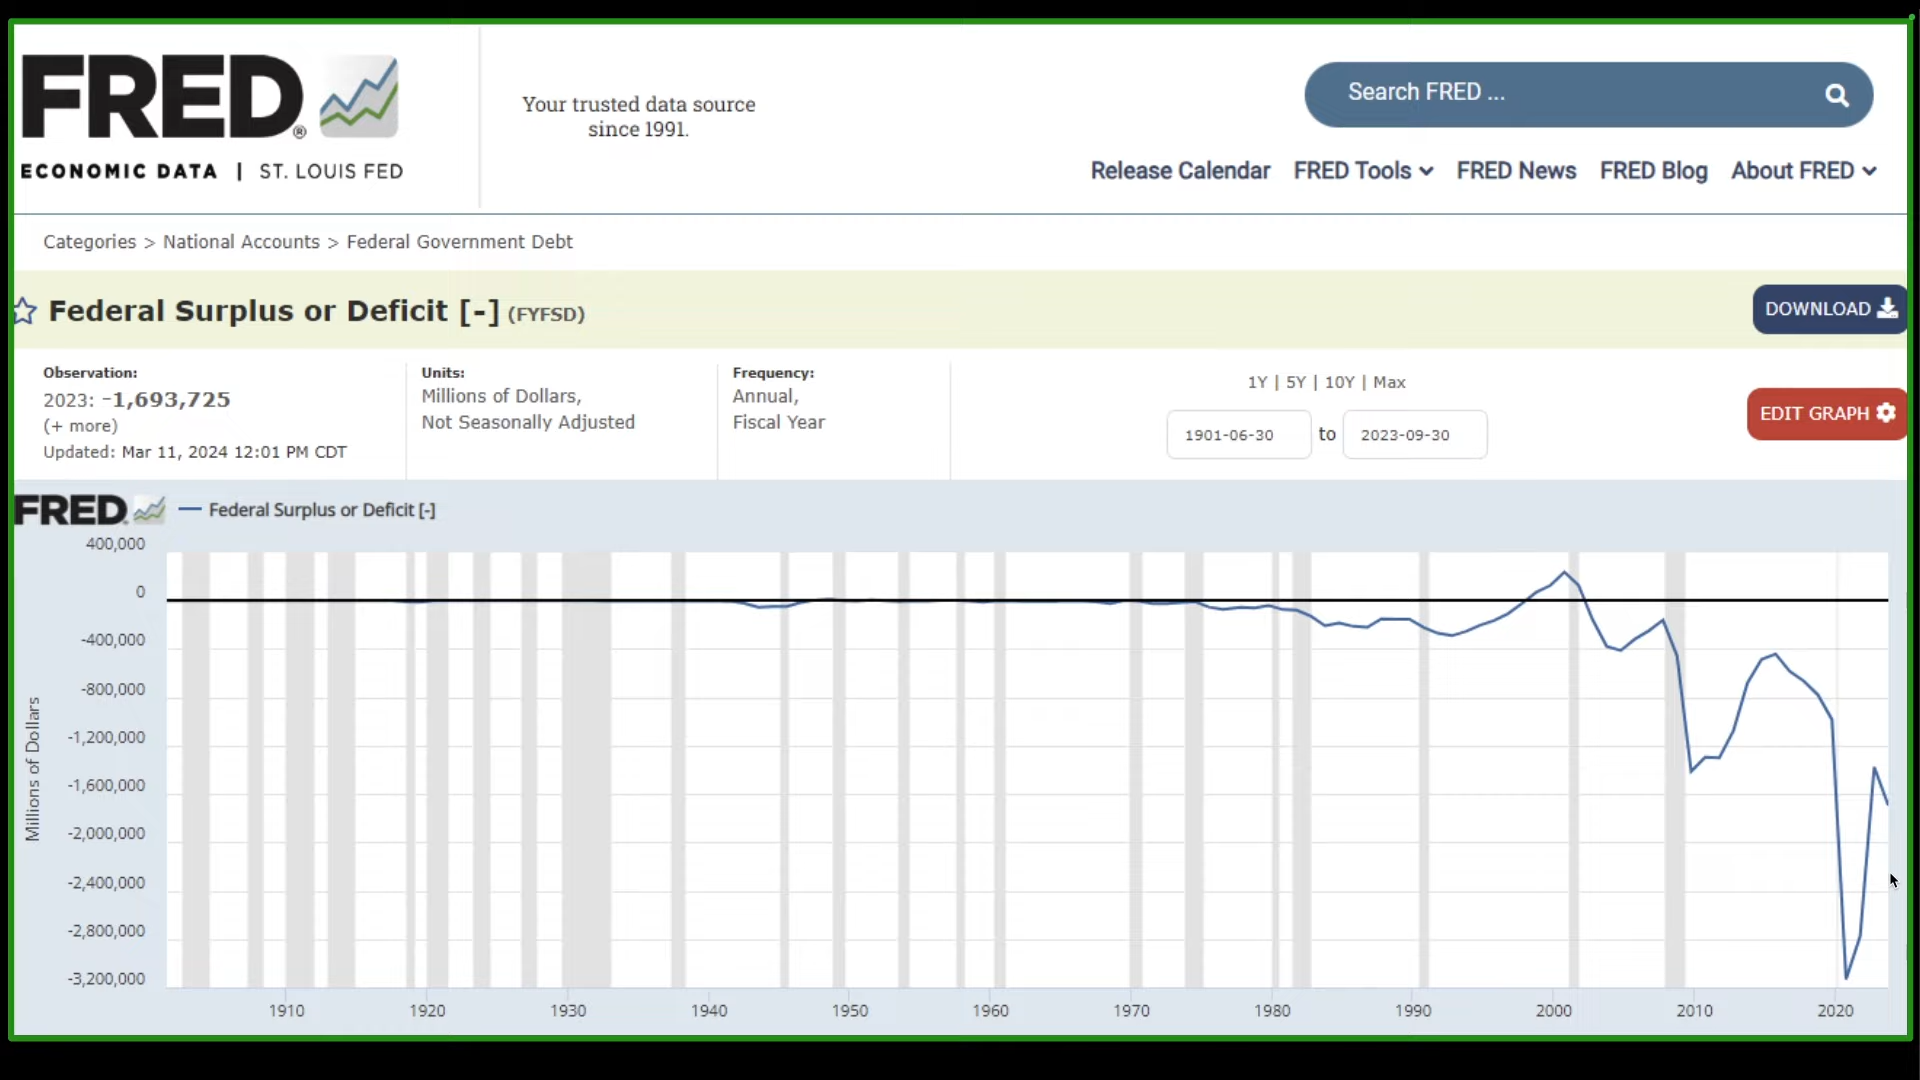 FRED®
ECONOMIC DATA | ST. LOUIS FED
Your trusted data source
since 1991.
Search FRED ...
Release Calendar FRED Tools FRED News FRED Blog About FRED
Categories > National Accounts > Federal Government Debt
Federal Surplus or Deficit [-] (FYFSD)
DOWNLOAD
Observation:
2023: -1,693,725
(+ more)
Updated: Mar 11, 2024 12:01 PM CDT
Units:
Millions of Dollars,
Not Seasonally Adjusted
Frequency:
Annual,
Fiscal Year
1Y | 5Y | 10Y | Max
1901-06-30 to 2023-09-30
EDIT GRAPH
FRED
Federal Surplus or Deficit [-]
Millions of Dollars
400,000
0
-400,000
-800,000
-1,200,000
-1,600,000
-2,000,000
-2,400,000
-2,800,000
-3,200,000
1910 1920 1930 1940 1950 1960 1970 1980 1990 2000 2010 2020